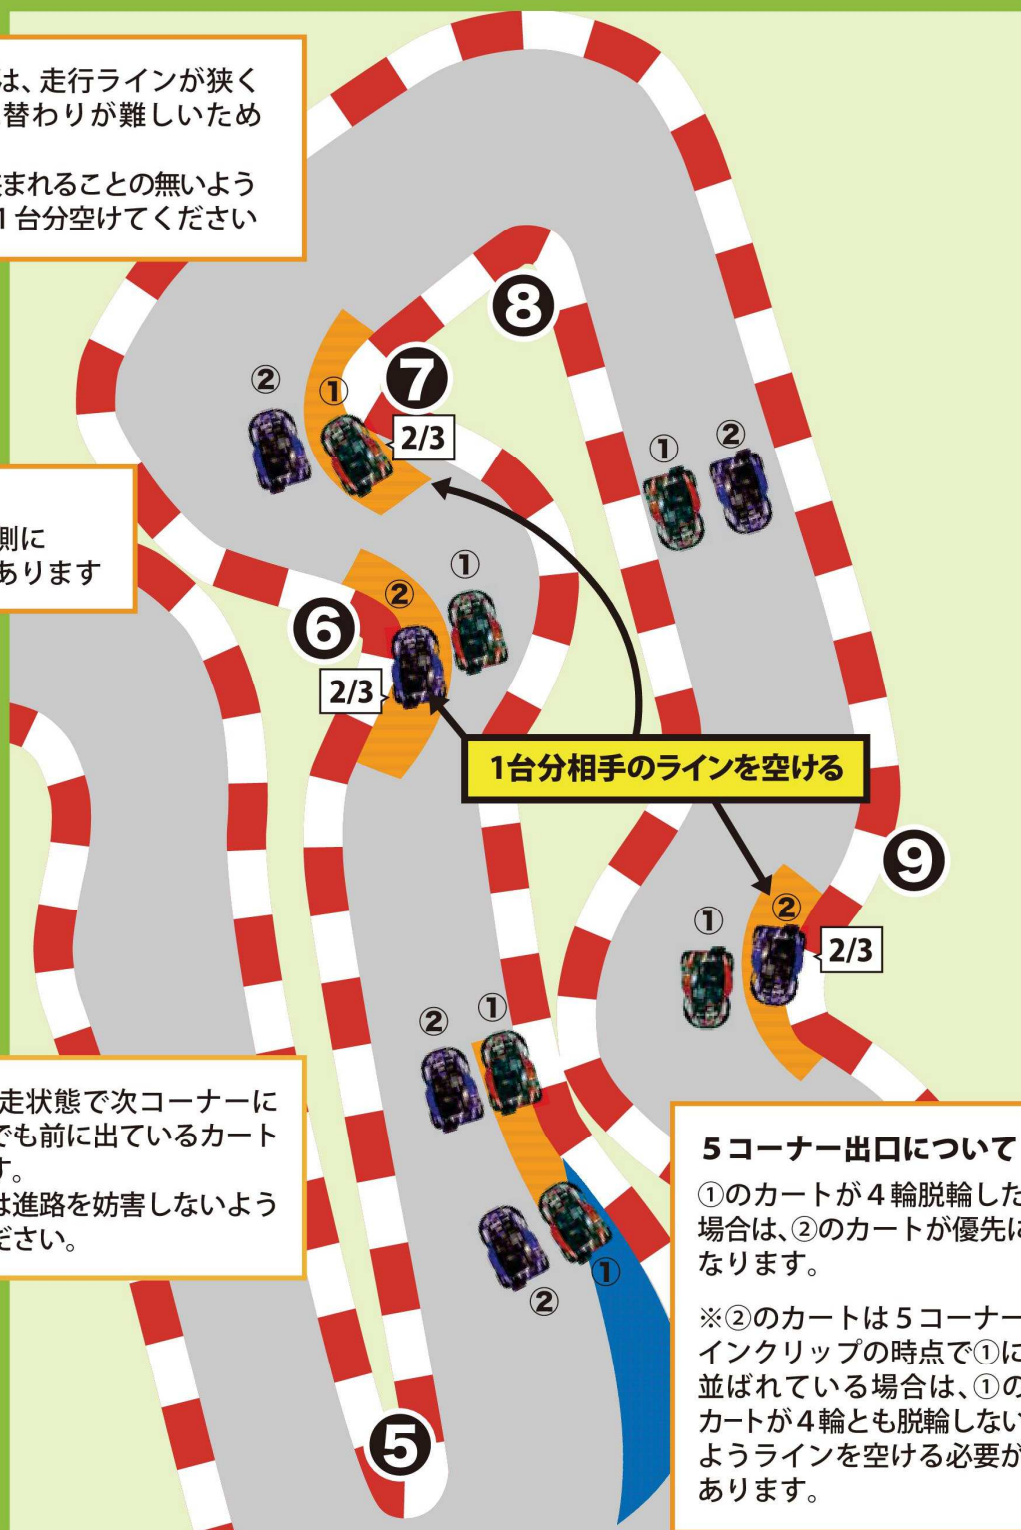 は、走行ラインが狭く
替わりが難しいため
まれることの無いよう
1台分空けてください
⑧
⑦
②
①
2/3
①
②
側に
あります
①
②
⑥
2/3
1台分相手のラインを空ける
⑨
①
②
2/3
②
①
走状態で次コーナーに
でも前に出ているカート
す。
は進路を妨害しないよう
ださい。
①
②
⑤
5コーナー出口について
①のカートが4輪脱輪した
場合は、②のカートが優先に
なります。
※②のカートは5コーナー
インクリップの時点で①に
並ばれている場合は、①の
カートが4輪とも脱輪しない
ようラインを空ける必要が
あります。